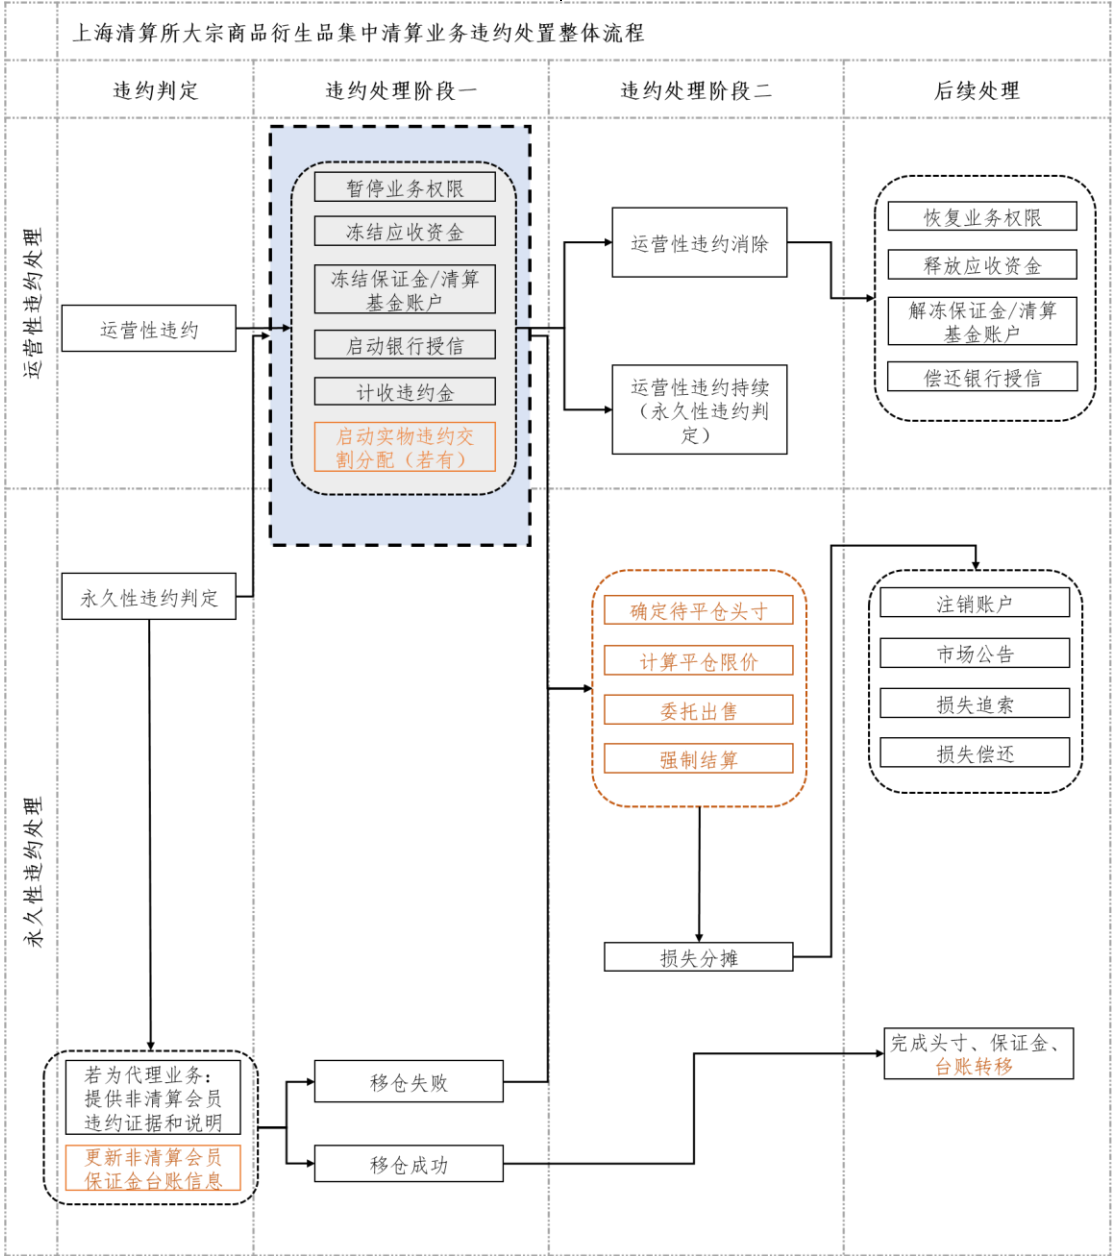 上海清算所大宗商品衍生品集中清算业务违约处置整体流程
违约判定
违约处理阶段一
违约处理阶段二
后续处理
运营性违约处理
运营性违约
暂停业务权限
冻结应收资金
冻结保证金/清算
基金账户
启动银行授信
计收违约金
启动实物违约交
割分配（若有）
运营性违约消除
运营性违约持续
（永久性违约判
定）
恢复业务权限
释放应收资金
解冻保证金/清算
基金账户
偿还银行授信
永久性违约处理
永久性违约判定
确定待平仓头寸
计算平仓限价
委托出售
强制结算
损失分摊
注销账户
市场公告
损失追索
损失偿还
若为代理业务：
提供非清算会员
违约证据和说明
更新非清算会员
保证金台账信息
移仓失败
移仓成功
完成头寸、保证金、
台账转移